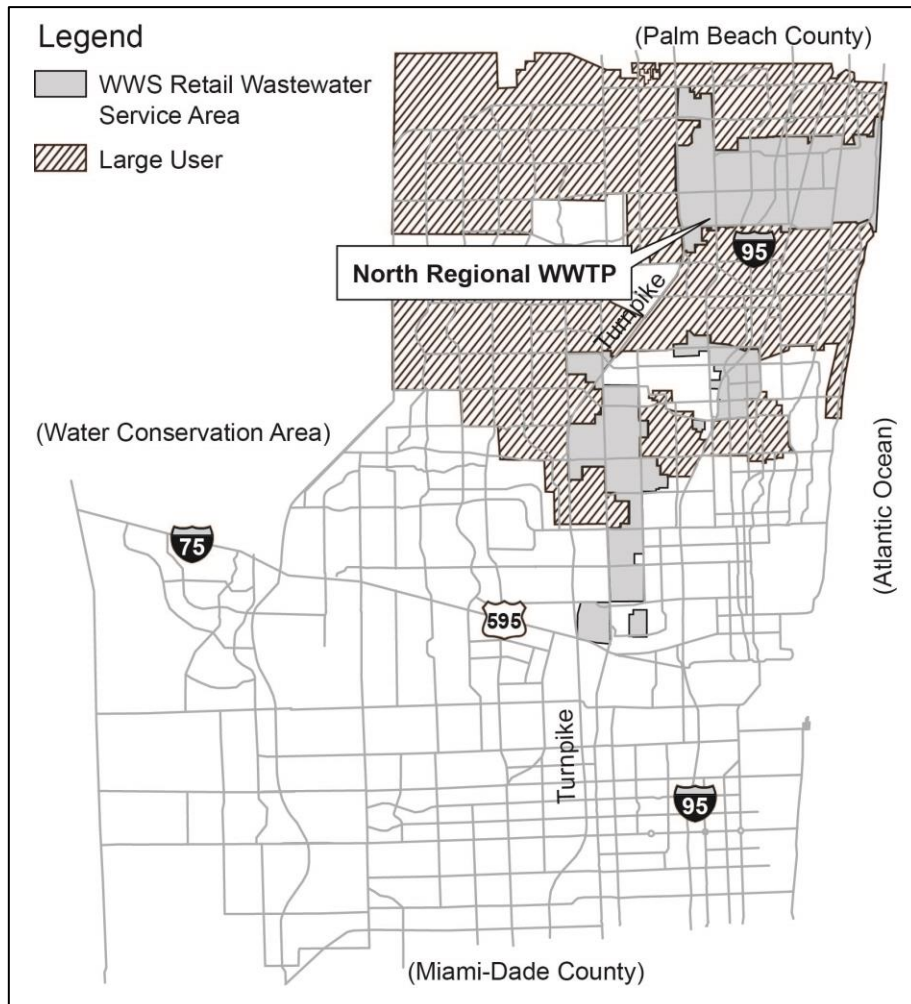 Legend
(Palm Beach County)
WWS Retail Wastewater
Service Area
Large User
95
North Regional WWTP
Turnpike
(Water Conservation Area)
(Atlantic Ocean)
75
595
Turnpike
95
(Miami-Dade County)